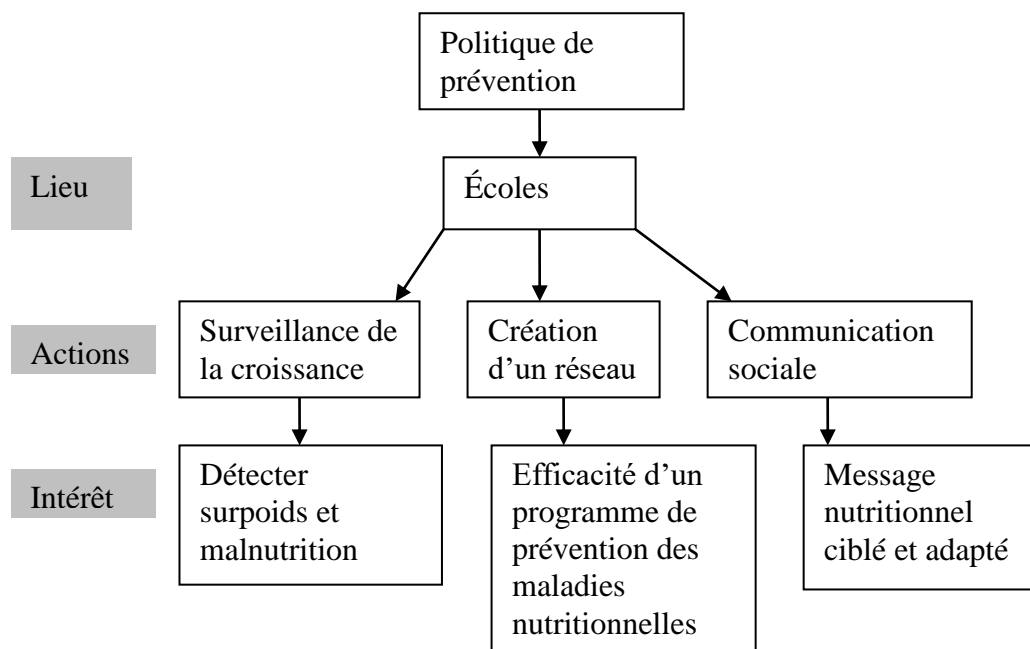 Politique de
prévention
Lieu
Écoles
Actions
Surveillance de
la croissance
Création
d’un réseau
Communication
sociale
Intérêt
Détecter
surpoids et
malnutrition
Efficacité d’un
programme de
prévention des
maladies
nutritionnelles
Message
nutritionnel
ciblé et adapté